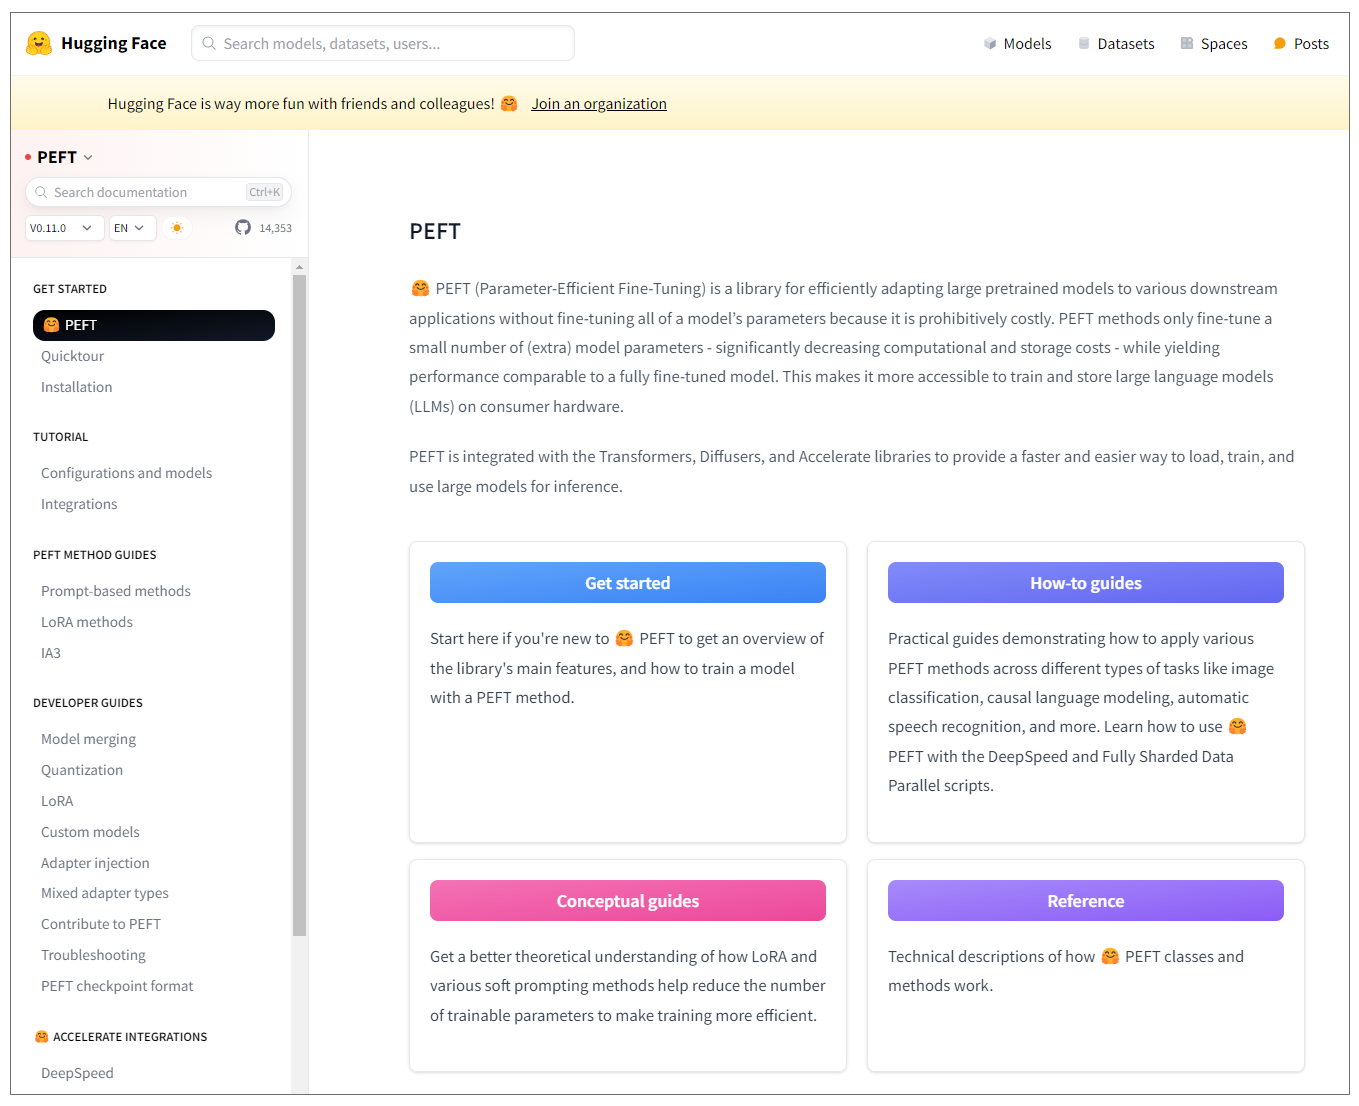 Hugging Face
Search models, datasets, users...
Models
Datasets
Spaces
Posts
Hugging Face is way more fun with friends and colleagues! 🤗 Join an organization
PEFT
Search documentation
Ctrl+K
V0.11.0
EN
14,353
GET STARTED
🤗 PEFT
Quicktour
Installation
TUTORIAL
Configurations and models
Integrations
PEFT METHOD GUIDES
Prompt-based methods
LoRA methods
IA3
DEVELOPER GUIDES
Model merging
Quantization
LoRA
Custom models
Adapter injection
Mixed adapter types
Contribute to PEFT
Troubleshooting
PEFT checkpoint format
🤗 ACCELERATE INTEGRATIONS
DeepSpeed
PEFT
🤗 PEFT (Parameter-Efficient Fine-Tuning) is a library for efficiently adapting large pretrained models to various downstream
applications without fine-tuning all of a model’s parameters because it is prohibitively costly. PEFT methods only fine-tune a
small number of (extra) model parameters - significantly decreasing computational and storage costs - while yielding
performance comparable to a fully fine-tuned model. This makes it more accessible to train and store large language models
(LLMs) on consumer hardware.
PEFT is integrated with the Transformers, Diffusers, and Accelerate libraries to provide a faster and easier way to load, train, and
use large models for inference.
Get started
Start here if you're new to 🤗 PEFT to get an overview of
the library's main features, and how to train a model
with a PEFT method.
How-to guides
Practical guides demonstrating how to apply various
PEFT methods across different types of tasks like image
classification, causal language modeling, automatic
speech recognition, and more. Learn how to use 🤗
PEFT with the DeepSpeed and Fully Sharded Data
Parallel scripts.
Conceptual guides
Get a better theoretical understanding of how LoRA and
various soft prompting methods help reduce the number
of trainable parameters to make training more efficient.
Reference
Technical descriptions of how 🤗 PEFT classes and
methods work.